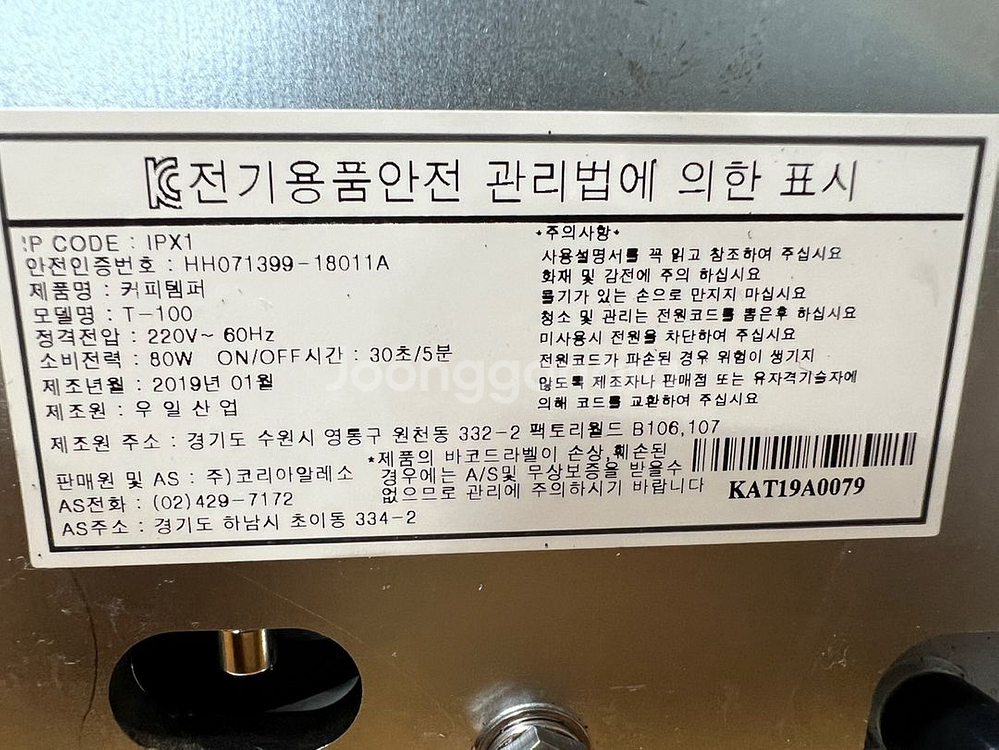 KC전기용품안전 관리법에 의한 표시
IP CODE : IPX1
안전인증번호 : HH071399-18011A
제품명 : 커피템퍼
모델명 : T-100
정격전압 : 220V~ 60Hz
소비전력 : 80W ON/OFF시간 : 30초/5분
제조년월 : 2019년 01월
제조원 : 우일산업
제조원 주소 : 경기도 수원시 영통구 원천동 332-2 팩토리월드 B106,107
판매원 및 AS : 주)코리아알레소
AS전화 : (02)429-7172
AS주소 : 경기도 하남시 초이동 334-2
*주의사항*
사용설명서를 꼭 읽고 참조하여 주십시요
화재 및 감전에 주의 하십시요
물기가 있는 손으로 만지지 마십시요
청소 및 관리는 전원코드를 뽑은후 하십시요
미사용시 전원을 차단하여 주십시요
전원코드가 파손된 경우 위험이 생기지
않도록 제조자나 판매점 또는 유자격기술자에
의해 코드를 교환하여 주십시요
*제품의 바코드라벨이 손상,훼손된
경우에는 A/S및 무상보증을 받을수
없으므로 관리에 주의하시기 바랍니다
KAT19A0079